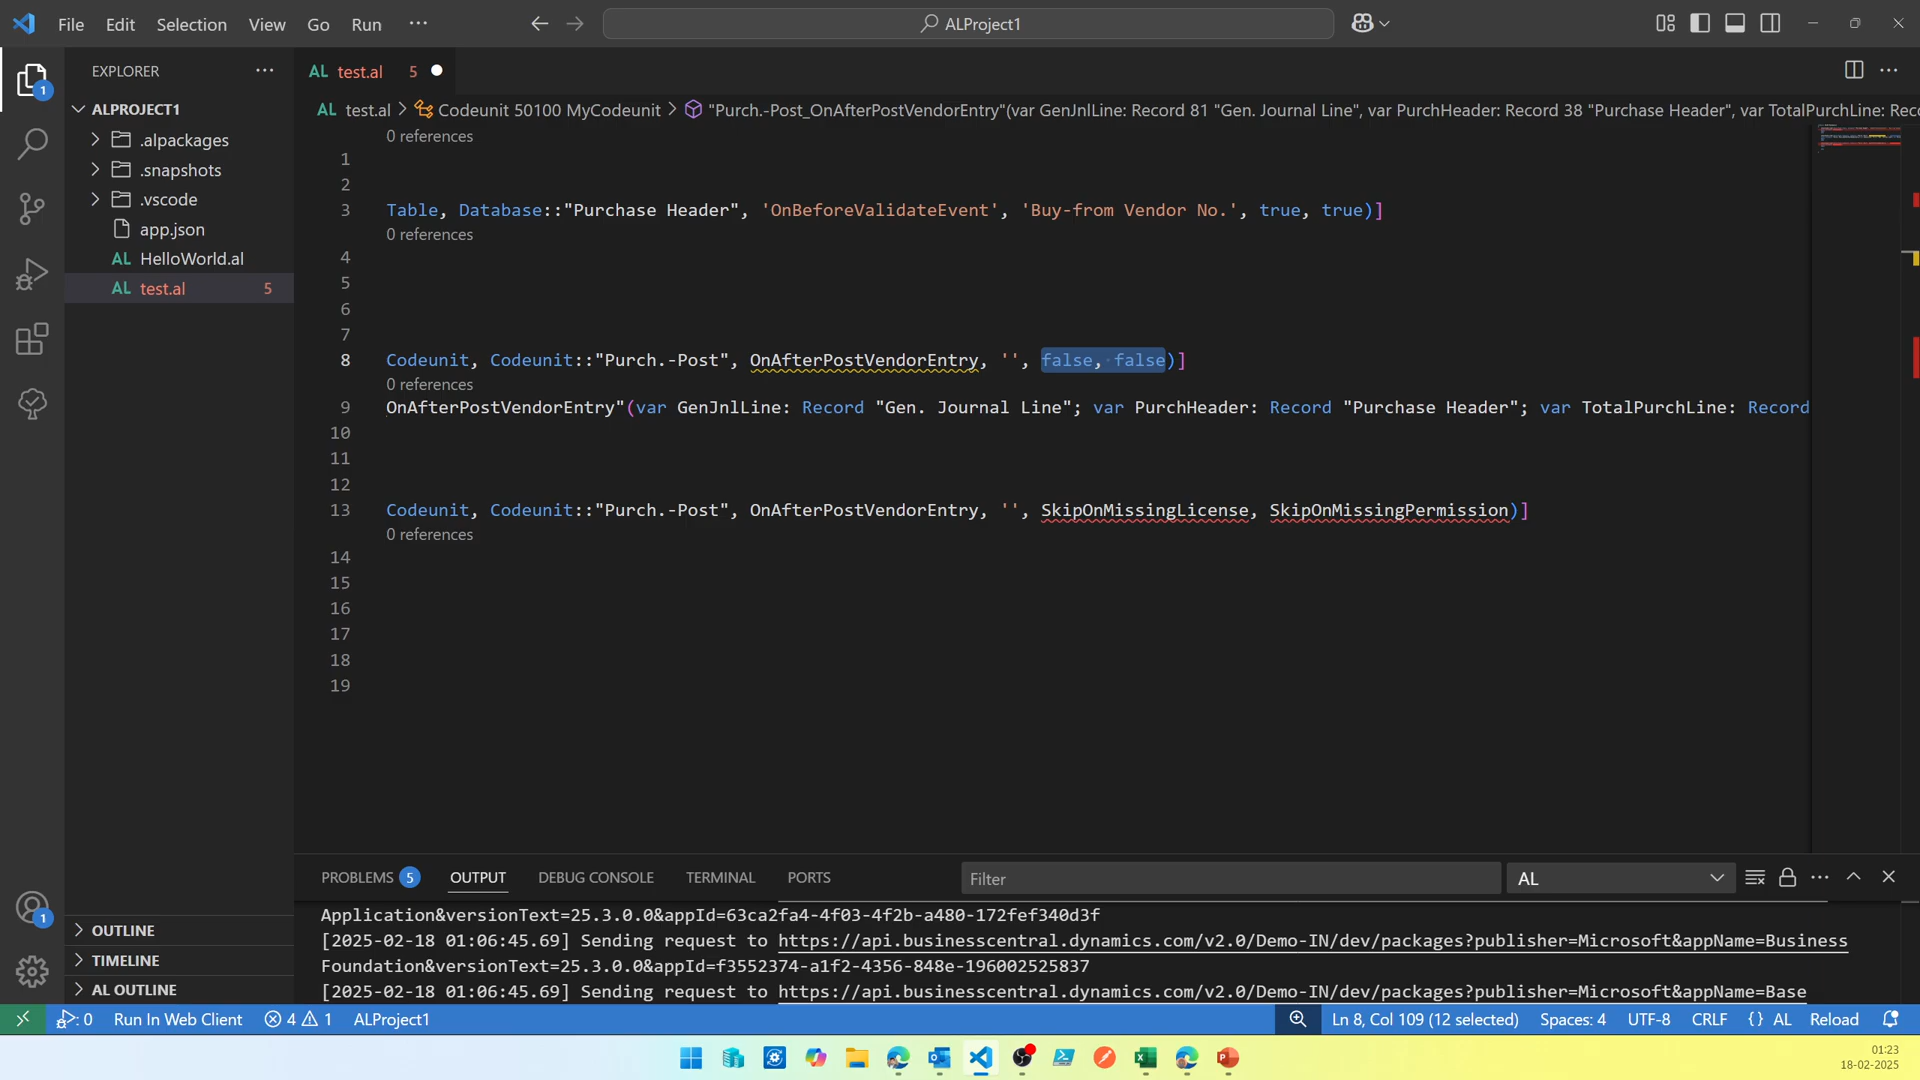 File Edit Selection View Go Run ···
ALProject1
EXPLORER ···
1
ALPROJECT1
.alpackages
.snapshots
.vscode
app.json
AL HelloWorld.al
AL test.al 5
OUTLINE
TIMELINE
AL OUTLINE
1
AL test.al 5
AL test.al > Codeunit 50100 MyCodeunit > "Purch.-Post_OnAfterPostVendorEntry"(var GenJnlLine: Record 81 "Gen. Journal Line", var PurchHeader: Record 38 "Purchase Header", var TotalPurchLine: Rec
0 references
1
2
3 Table, Database::"Purchase Header", 'OnBeforeValidateEvent', 'Buy-from Vendor No.', true, true)]
0 references
4
5
6
7
8 Codeunit, Codeunit::"Purch.-Post", OnAfterPostVendorEntry, '', false, false)]
0 references
9 OnAfterPostVendorEntry"(var GenJnlLine: Record "Gen. Journal Line"; var PurchHeader: Record "Purchase Header"; var TotalPurchLine: Record
10
11
12
13 Codeunit, Codeunit::"Purch.-Post", OnAfterPostVendorEntry, '', SkipOnMissingLicense, SkipOnMissingPermission)]
0 references
14
15
16
17
18
19
PROBLEMS 5 OUTPUT DEBUG CONSOLE TERMINAL PORTS Filter AL
Application&versionText=25.3.0.0&appId=63ca2fa4-4f03-4f2b-a480-172fef340d3f
[2025-02-18 01:06:45.69] Sending request to https://api.businesscentral.dynamics.com/v2.0/Demo-IN/dev/packages?publisher=Microsoft&appName=Business
Foundation&versionText=25.3.0.0&appId=f3552374-a1f2-4356-848e-196002525837
[2025-02-18 01:06:45.69] Sending request to https://api.businesscentral.dynamics.com/v2.0/Demo-IN/dev/packages?publisher=Microsoft&appName=Base
: 0 Run In Web Client 4 1 ALProject1 Ln 8, Col 109 (12 selected) Spaces: 4 UTF-8 CRLF {} AL Reload
01:23
18-02-2025